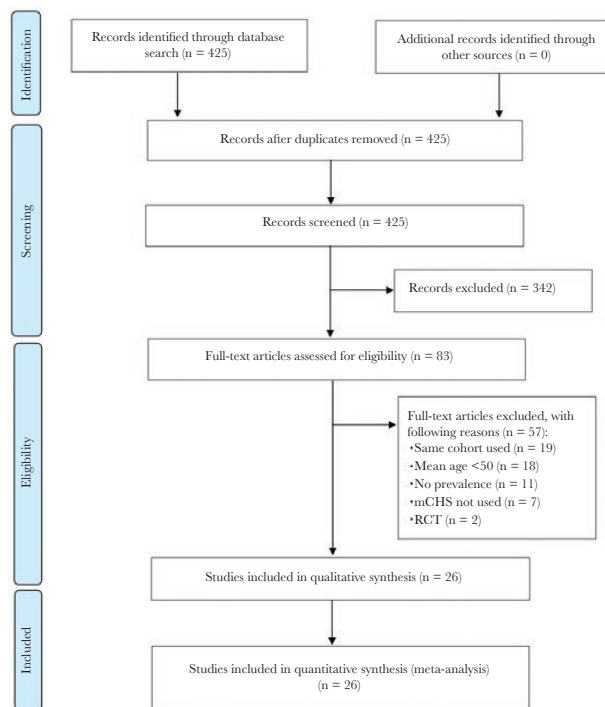 Identification
Records identified through database
search (n = 425)
Additional records identified through
other sources (n = 0)
Screening
Records after duplicates removed (n = 425)
Records screened (n = 425)
Records excluded (n = 342)
Eligibility
Full-text articles assessed for eligibility (n = 83)
Full-text articles excluded, with
following reasons (n = 57):
•Same cohort used (n = 19)
•Mean age <50 (n = 18)
•No prevalence (n = 11)
•mCHS not used (n = 7)
•RCT (n = 2)
Studies included in qualitative synthesis (n = 26)
Included
Studies included in quantitative synthesis (meta-analysis)
(n = 26)